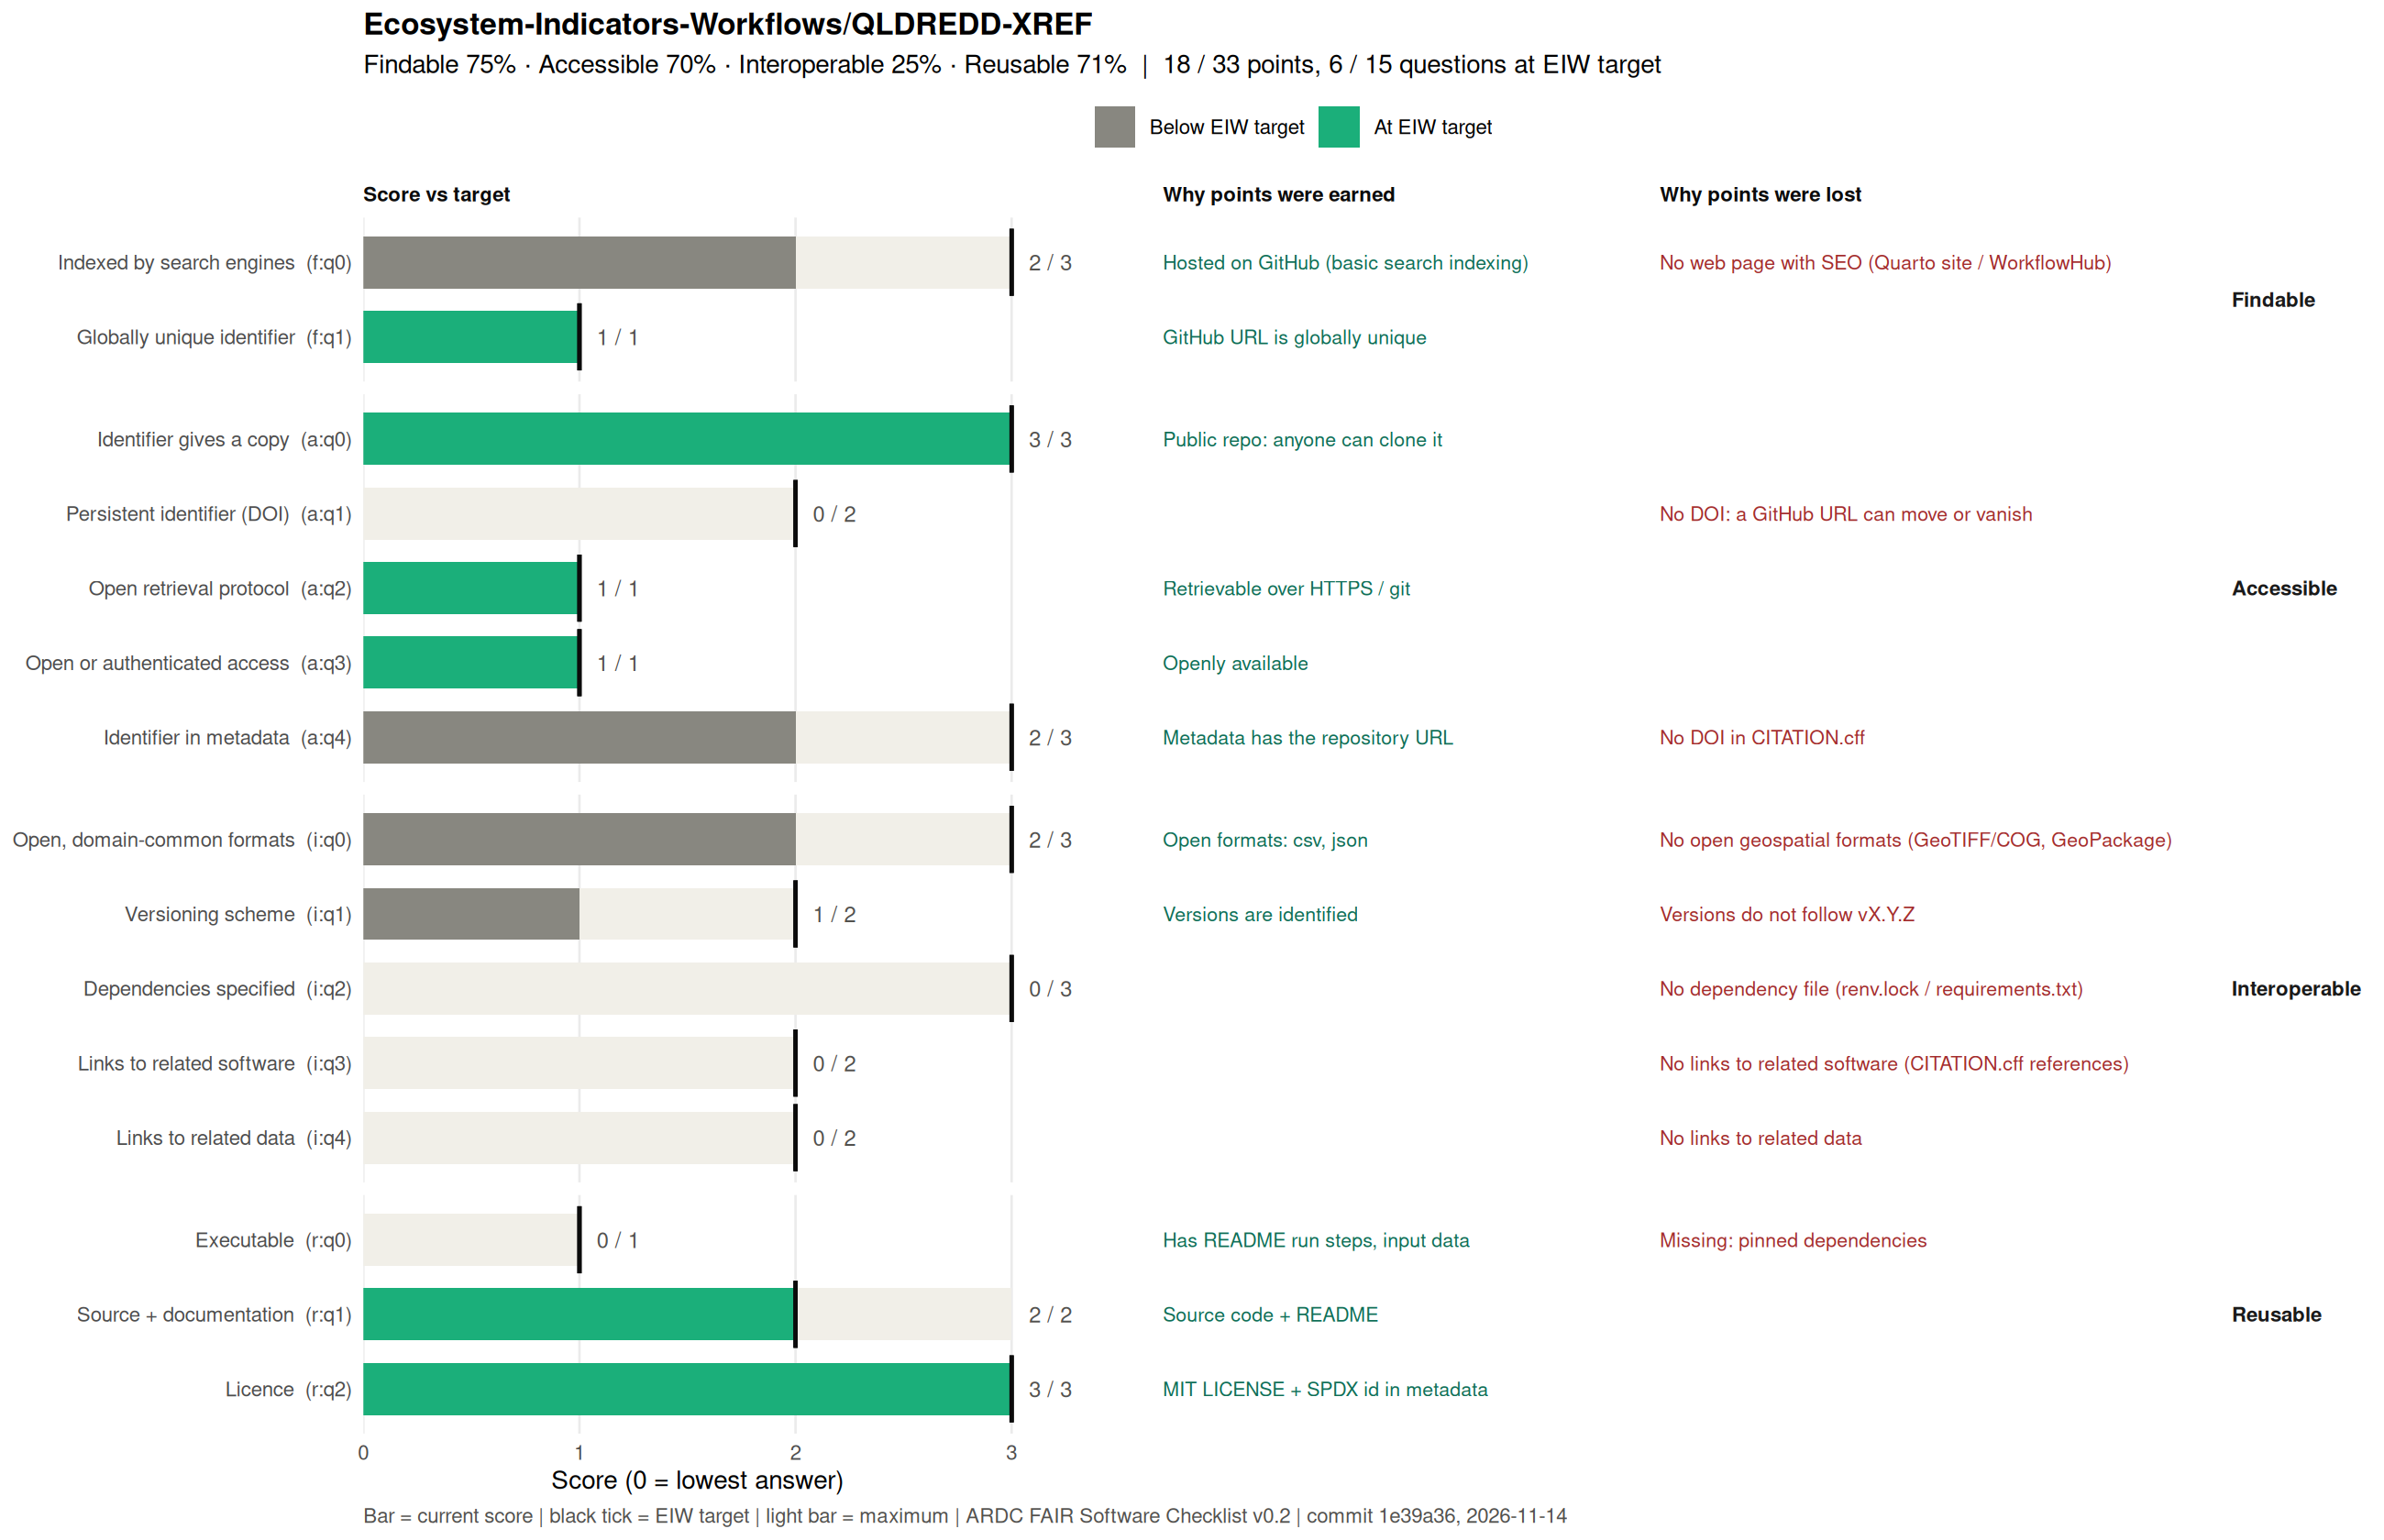 Ecosystem-Indicators-Workflows/QLDREDD-XREF
Findable 75% · Accessible 70% · Interoperable 25% · Reusable 71% | 18 / 33 points, 6 / 15 questions at EIW target
Below EIW target At EIW target
Score vs target Why points were earned Why points were lost
Indexed by search engines (f:q0) 2 / 3 Hosted on GitHub (basic search indexing) No web page with SEO (Quarto site / WorkflowHub)
Findable
Globally unique identifier (f:q1) 1 / 1 GitHub URL is globally unique
Identifier gives a copy (a:q0) 3 / 3 Public repo: anyone can clone it
Persistent identifier (DOI) (a:q1) 0 / 2 No DOI: a GitHub URL can move or vanish
Open retrieval protocol (a:q2) 1 / 1 Retrievable over HTTPS / git Accessible
Open or authenticated access (a:q3) 1 / 1 Openly available
Identifier in metadata (a:q4) 2 / 3 Metadata has the repository URL No DOI in CITATION.cff
Open, domain-common formats (i:q0) 2 / 3 Open formats: csv, json No open geospatial formats (GeoTIFF/COG, GeoPackage)
Versioning scheme (i:q1) 1 / 2 Versions are identified Versions do not follow vX.Y.Z
Dependencies specified (i:q2) 0 / 3 No dependency file (renv.lock / requirements.txt) Interoperable
Links to related software (i:q3) 0 / 2 No links to related software (CITATION.cff references)
Links to related data (i:q4) 0 / 2 No links to related data
Executable (r:q0) 0 / 1 Has README run steps, input data Missing: pinned dependencies
Source + documentation (r:q1) 2 / 2 Source code + README Reusable
Licence (r:q2) 3 / 3 MIT LICENSE + SPDX id in metadata
0 1 2 3
Score (0 = lowest answer)
Bar = current score | black tick = EIW target | light bar = maximum | ARDC FAIR Software Checklist v0.2 | commit 1e39a36, 2026-11-14